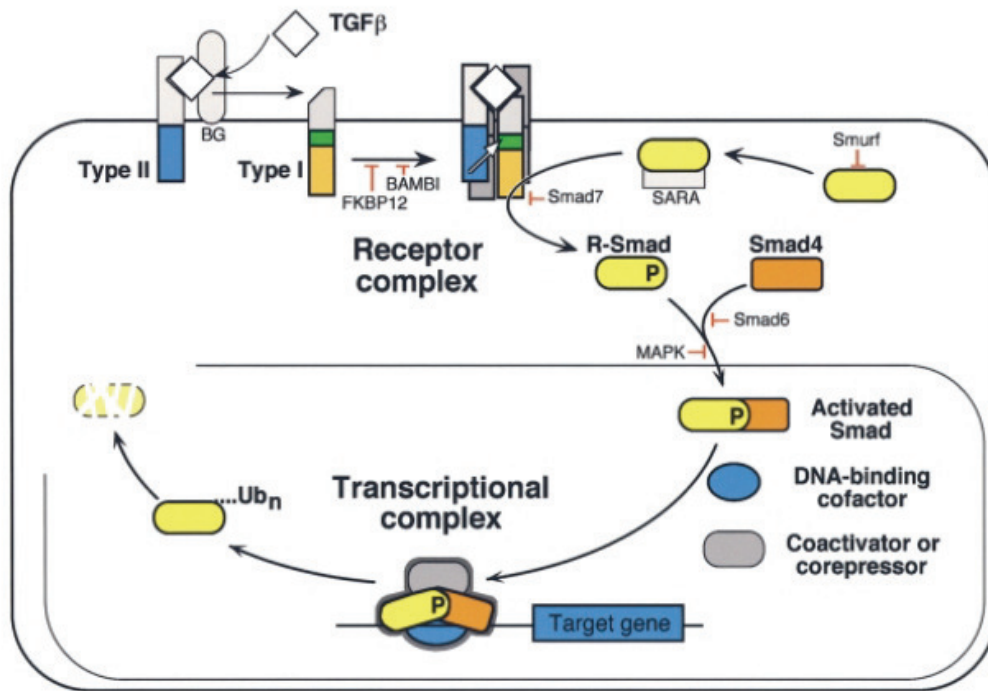 TGFβ
BG
Type II
Type I
FKBP12
BAMBI
Receptor
complex
Smad7
SARA
Smurf
R-Smad
P
Smad4
Smad6
MAPK
P
Activated
Smad
DNA-binding
cofactor
Coactivator or
corepressor
....Ubn
Transcriptional
complex
P
Target gene